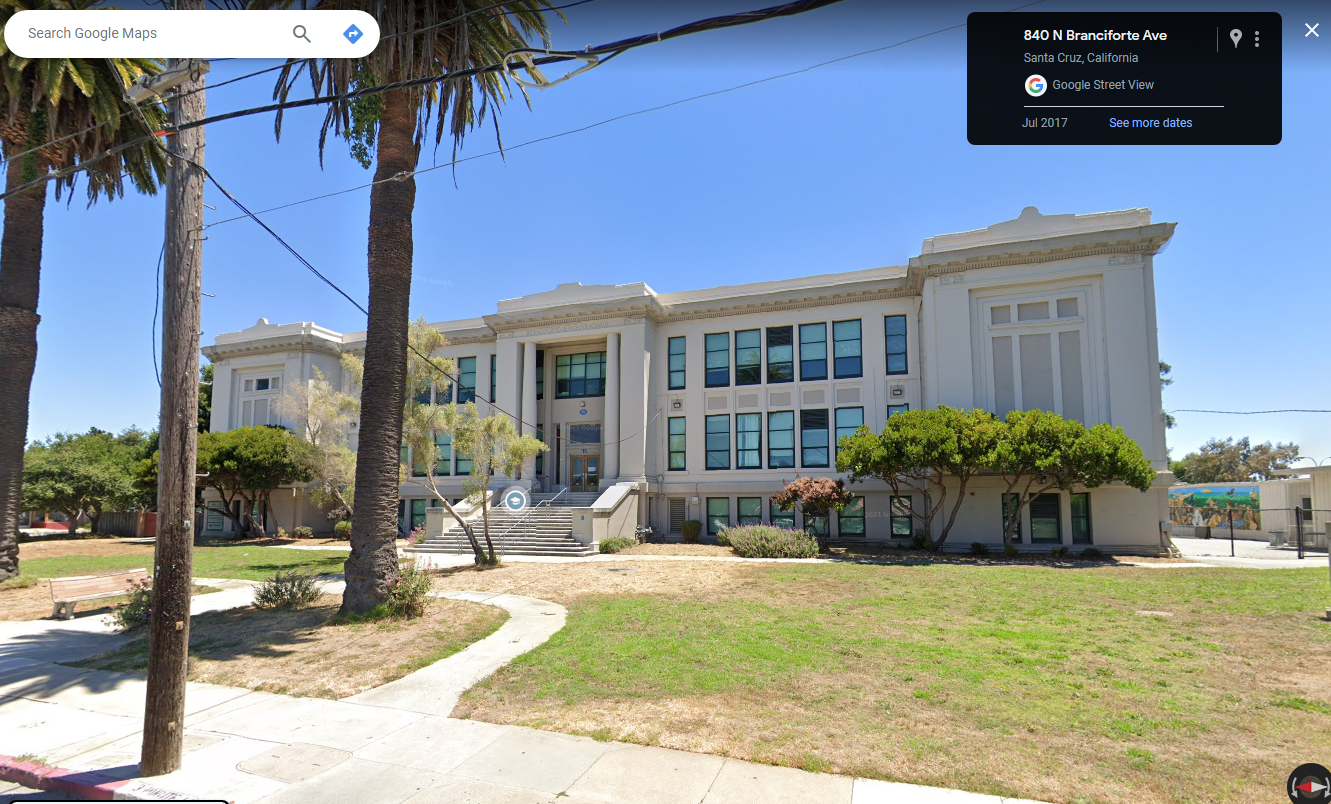 Search Google Maps
840 N Branciforte Ave
Santa Cruz, California
Google Street View
Jul 2017
See more dates